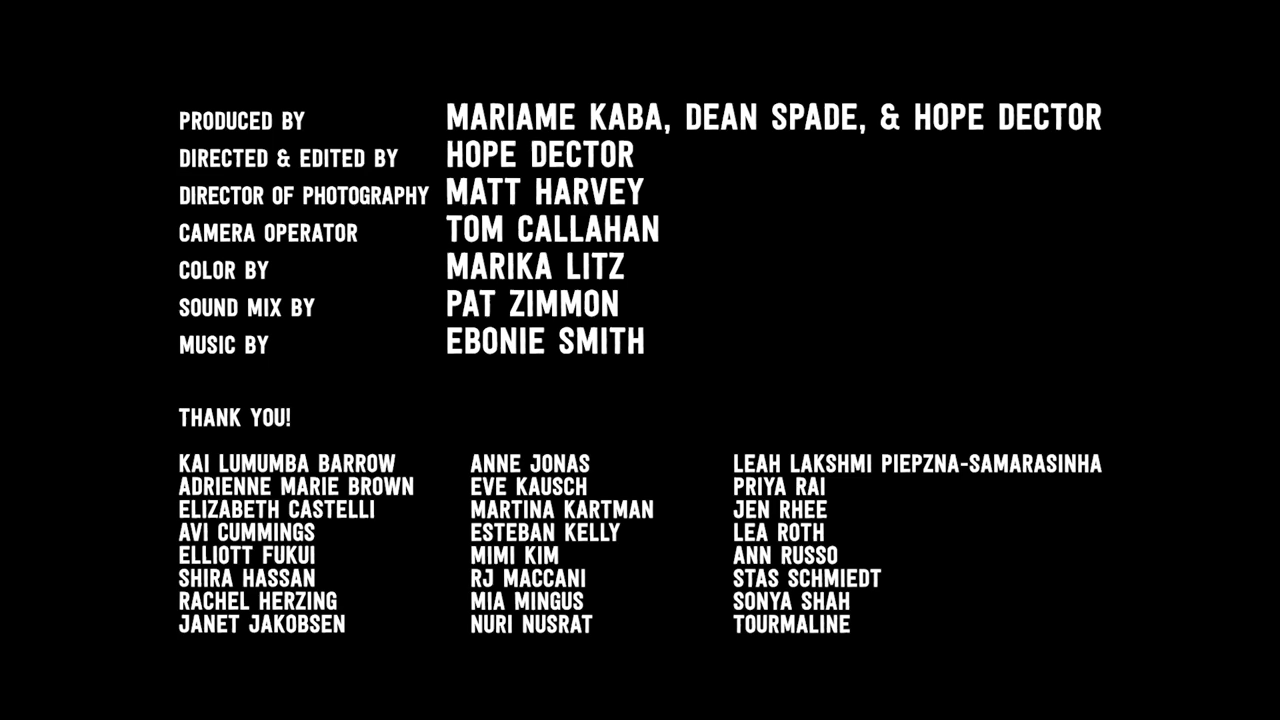 PRODUCED BY MARIAME KABA, DEAN SPADE, & HOPE DECTOR
DIRECTED & EDITED BY HOPE DECTOR
DIRECTOR OF PHOTOGRAPHY MATT HARVEY
CAMERA OPERATOR TOM CALLAHAN
COLOR BY MARIKA LITZ
SOUND MIX BY PAT ZIMMON
MUSIC BY EBONIE SMITH
THANK YOU!
KAI LUMUMBA BARROW
ADRIENNE MARIE BROWN
ELIZABETH CASTELLI
AVI CUMMINGS
ELLIOTT FUKUI
SHIRA HASSAN
RACHEL HERZING
JANET JAKOBSEN
ANNE JONAS
EVE KAUSCH
MARTINA KARTMAN
ESTEBAN KELLY
MIMI KIM
RJ MACCANI
MIA MINGUS
NURI NUSRAT
LEAH LAKSHMI PIEPZNA-SAMARASINHA
PRIYA RAI
JEN RHEE
LEA ROTH
ANN RUSSO
STAS SCHMIEDT
SONYA SHAH
TOURMALINE